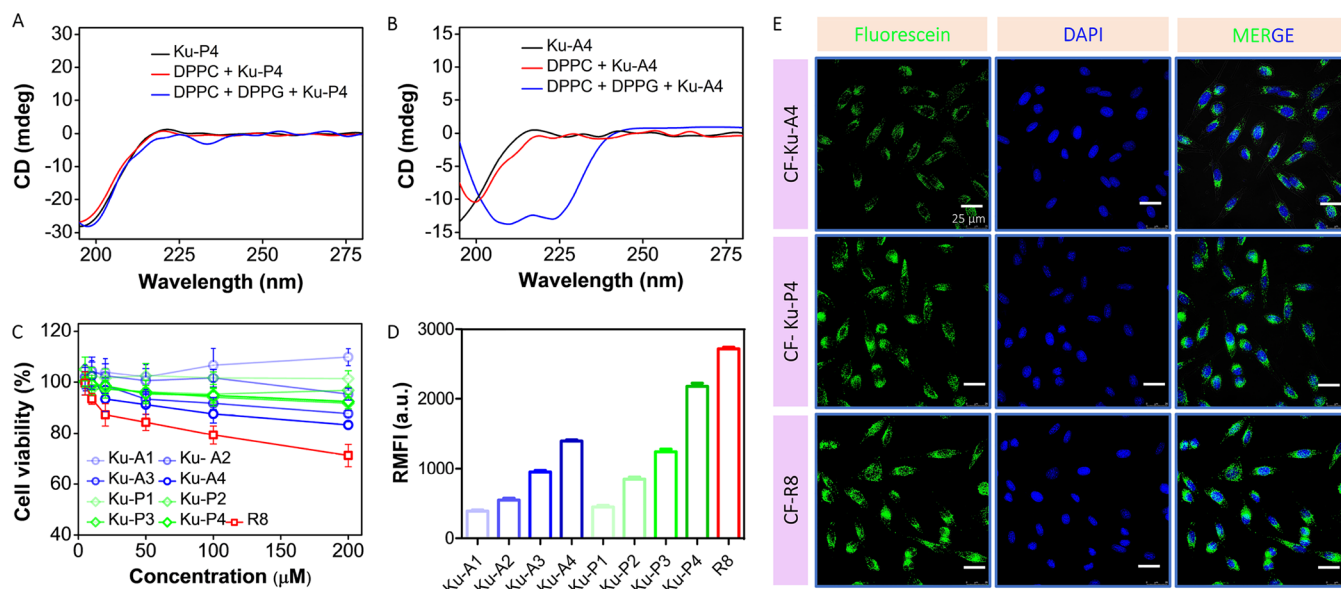 A
30
20
10
0
-10
-20
-30
CD (mdeg)
Ku-P4
DPPC + Ku-P4
DPPC + DPPG + Ku-P4
200 225 250 275
Wavelength (nm)
B
15
10
5
0
-5
-10
-15
CD (mdeg)
Ku-A4
DPPC + Ku-A4
DPPC + DPPG + Ku-A4
200 225 250 275
Wavelength (nm)
C
120
100
80
60
40
Cell viability (%)
Ku-A1 Ku- A2
Ku-A3 Ku-A4
Ku-P1 Ku-P2
Ku-P3 Ku-P4 R8
0 50 100 150 200
Concentration (μM)
D
3000
2000
1000
0
RMFI (a.u.)
Ku-A1 Ku-A2 Ku-A3 Ku-A4 Ku-P1 Ku-P2 Ku-P3 Ku-P4 R8
E
Fluorescein DAPI MERGE
CF-Ku-A4
25 μm
CF- Ku-P4
CF-R8